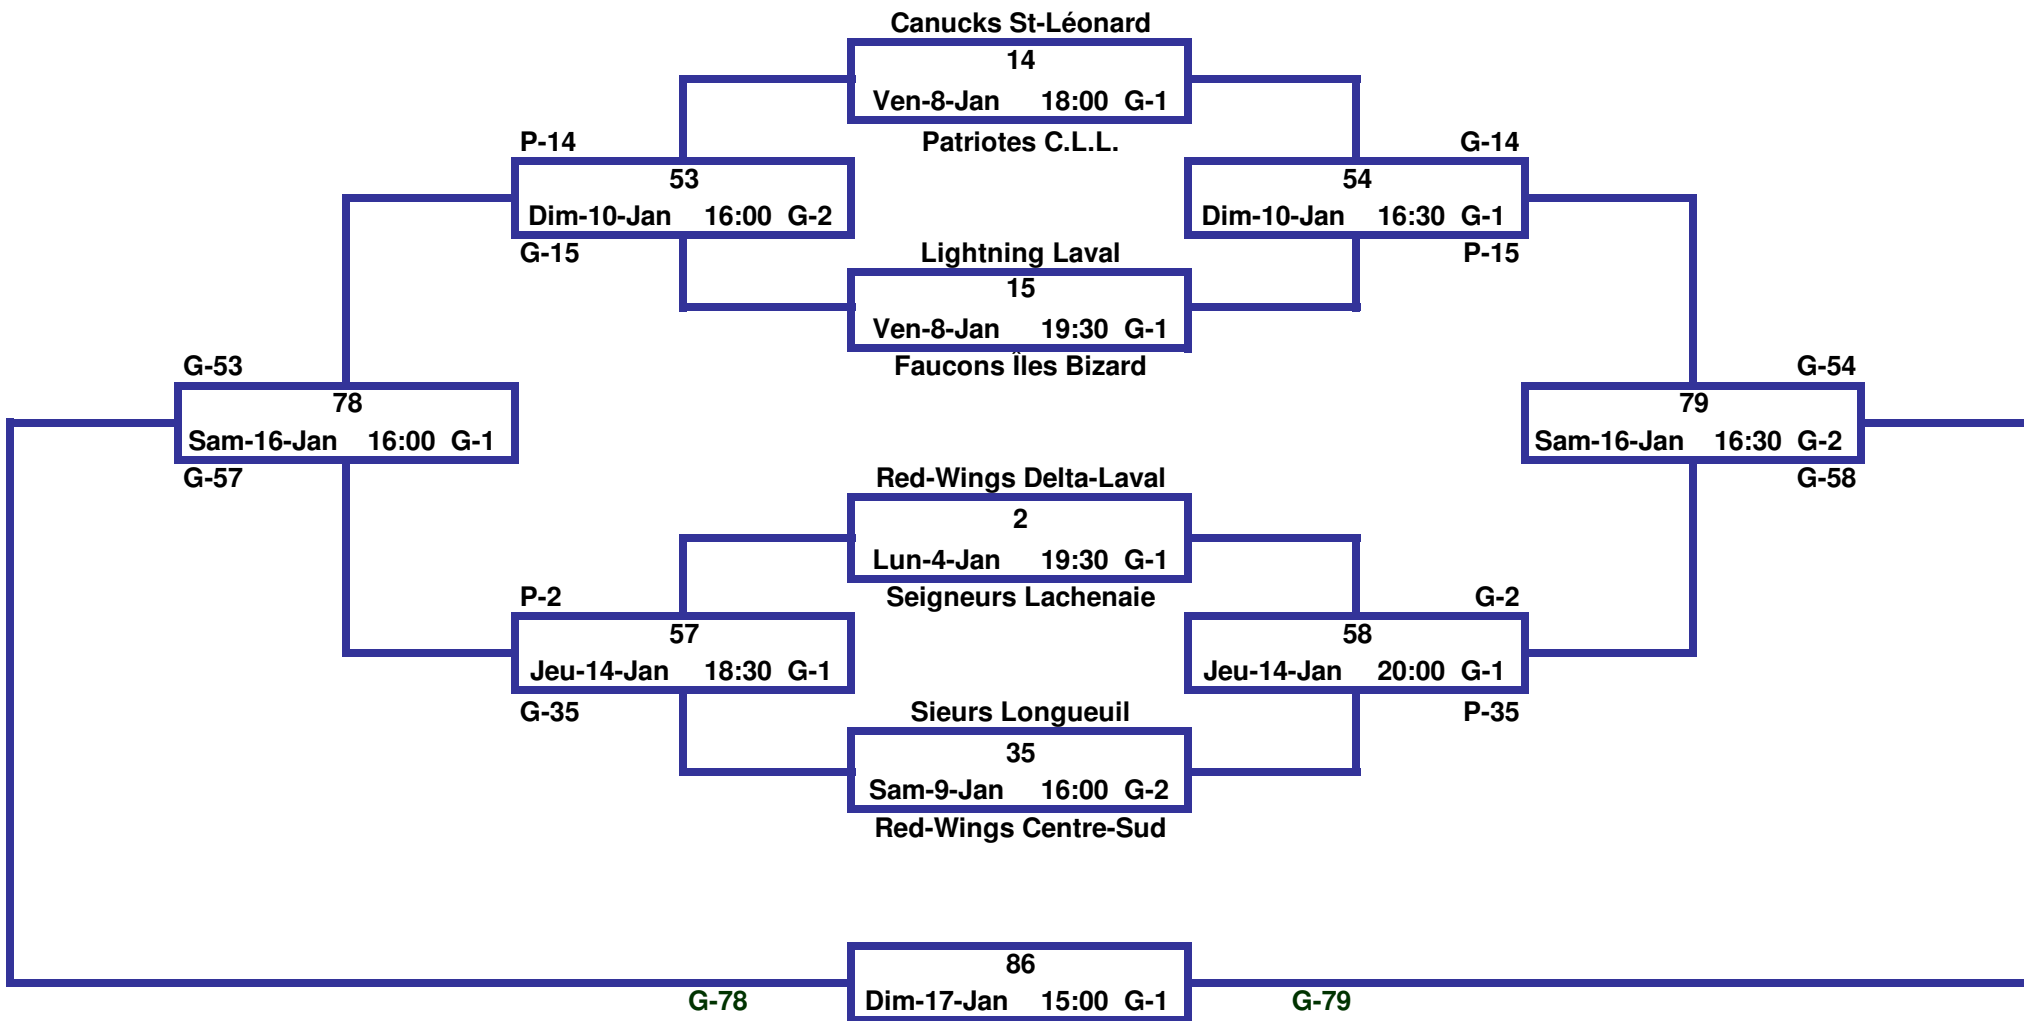 Canucks St-Léonard
14
Ven-8-Jan 18:00 G-1
Patriotes C.L.L.
P-14
G-14
53
54
Dim-10-Jan 16:00 G-2
Dim-10-Jan 16:30 G-1
G-15
P-15
Lightning Laval
15
Ven-8-Jan 19:30 G-1
Faucons Îles Bizard
G-53
G-54
78
79
Sam-16-Jan 16:00 G-1
Sam-16-Jan 16:30 G-2
G-57
G-58
Red-Wings Delta-Laval
2
Lun-4-Jan 19:30 G-1
Seigneurs Lachenaie
P-2
G-2
57
58
Jeu-14-Jan 18:30 G-1
Jeu-14-Jan 20:00 G-1
G-35
P-35
Sieurs Longueuil
35
Sam-9-Jan 16:00 G-2
Red-Wings Centre-Sud
86
G-78
Dim-17-Jan 15:00 G-1
G-79